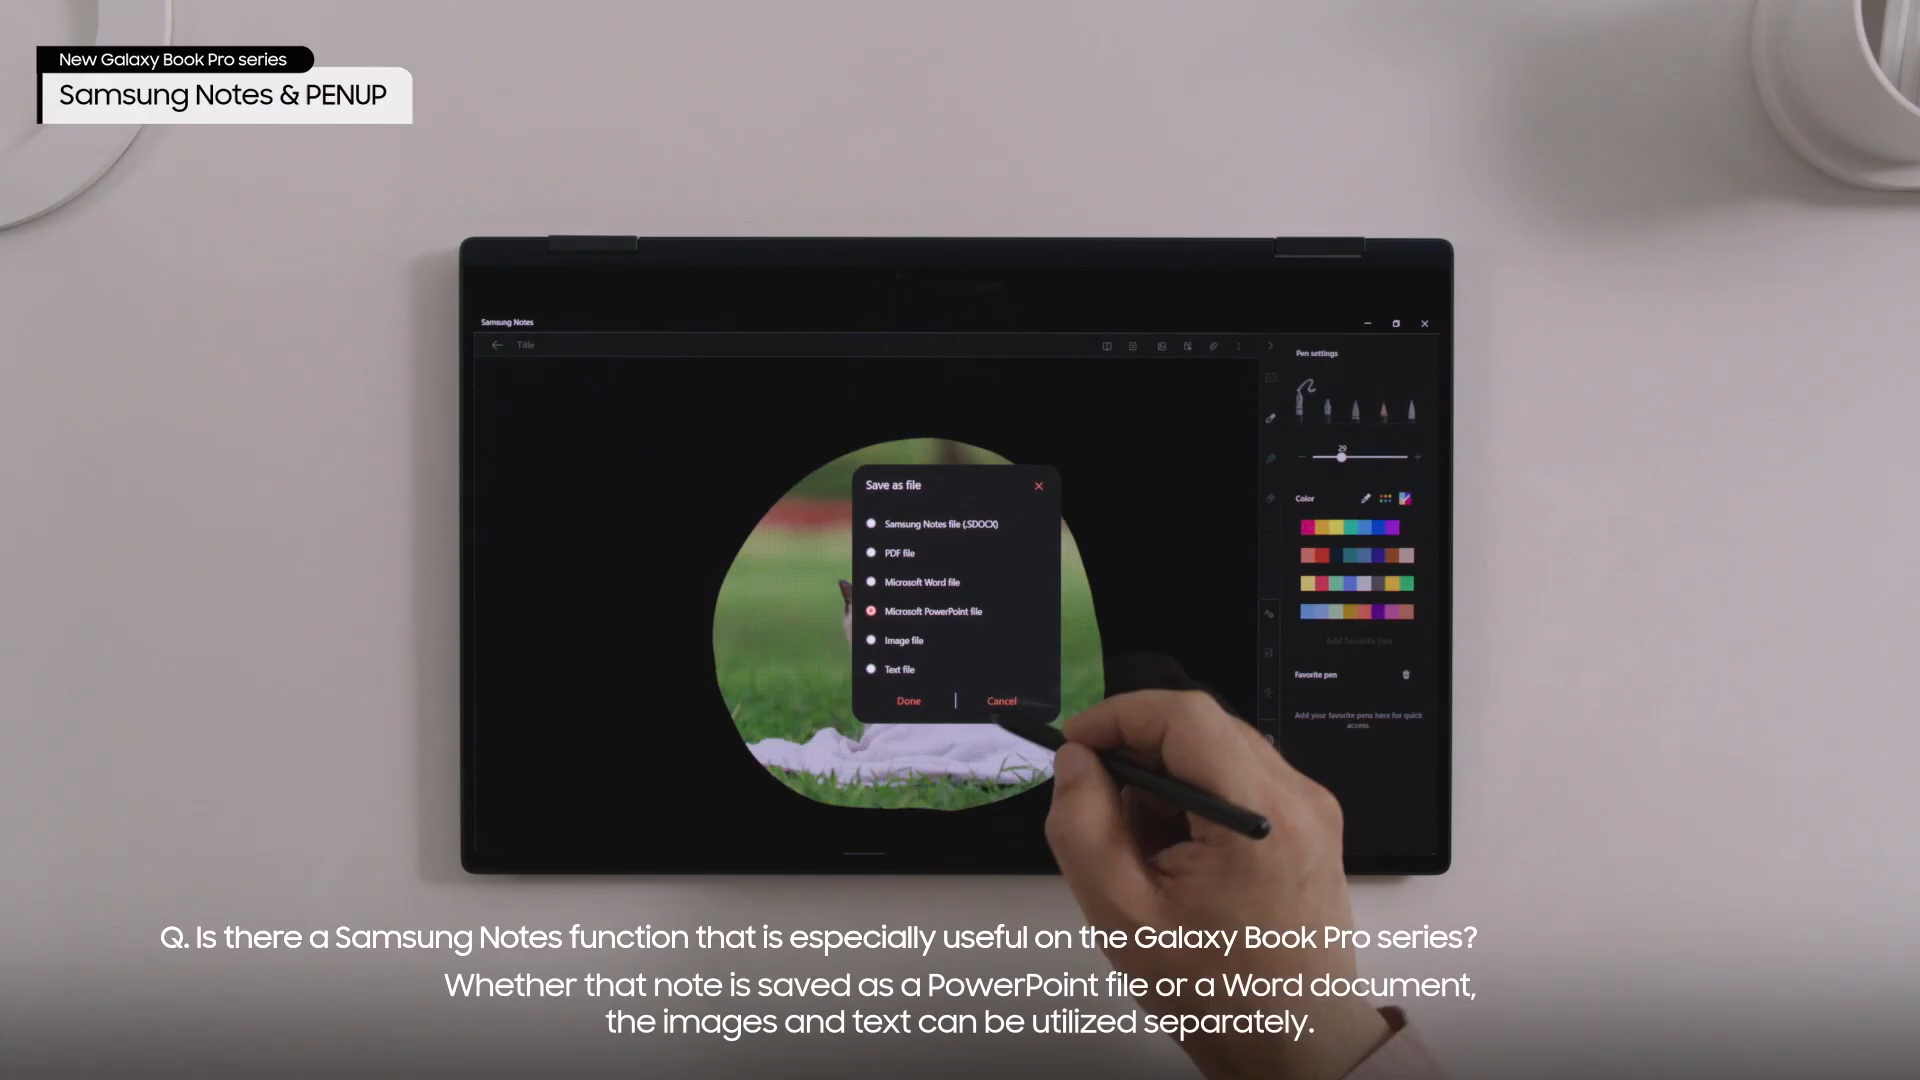 New Galaxy Book Pro series
Samsung Notes & PENUP
Samsung Notes
Title
Pen settings
29
Save as file
Color
Samsung Notes file (.SDOCX)
PDF file
Microsoft Word file
Microsoft PowerPoint file
Image file
Text file
Add favorite pen
Favorite pen
Done | Cancel
Add your favorite pens here for quick
access.
Q. Is there a Samsung Notes function that is especially useful on the Galaxy Book Pro series?
Whether that note is saved as a PowerPoint file or a Word document,
the images and text can be utilized separately.